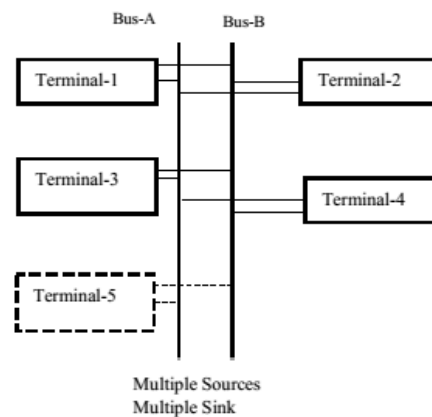 Bus-A
Bus-B
Terminal-1
Terminal-2
Terminal-3
Terminal-4
Terminal-5
Multiple Sources
Multiple Sink